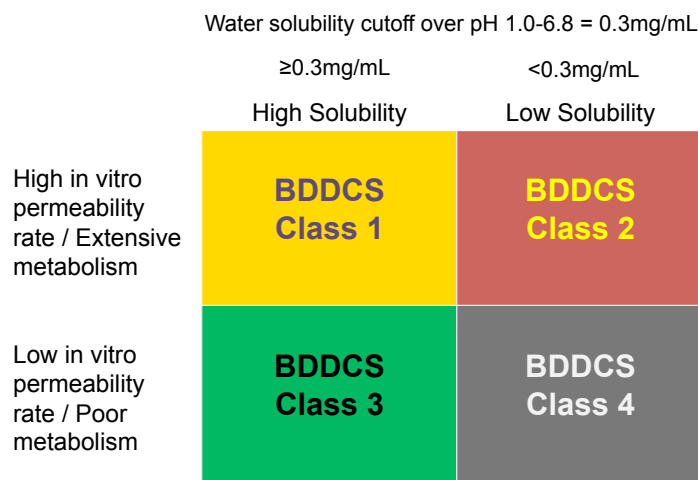 Water solubility cutoff over pH 1.0-6.8 = 0.3mg/mL
≥0.3mg/mL
<0.3mg/mL
High Solubility
Low Solubility
High in vitro
permeability
rate / Extensive
metabolism
BDDCS
Class 1
BDDCS
Class 2
Low in vitro
permeability
rate / Poor
metabolism
BDDCS
Class 3
BDDCS
Class 4